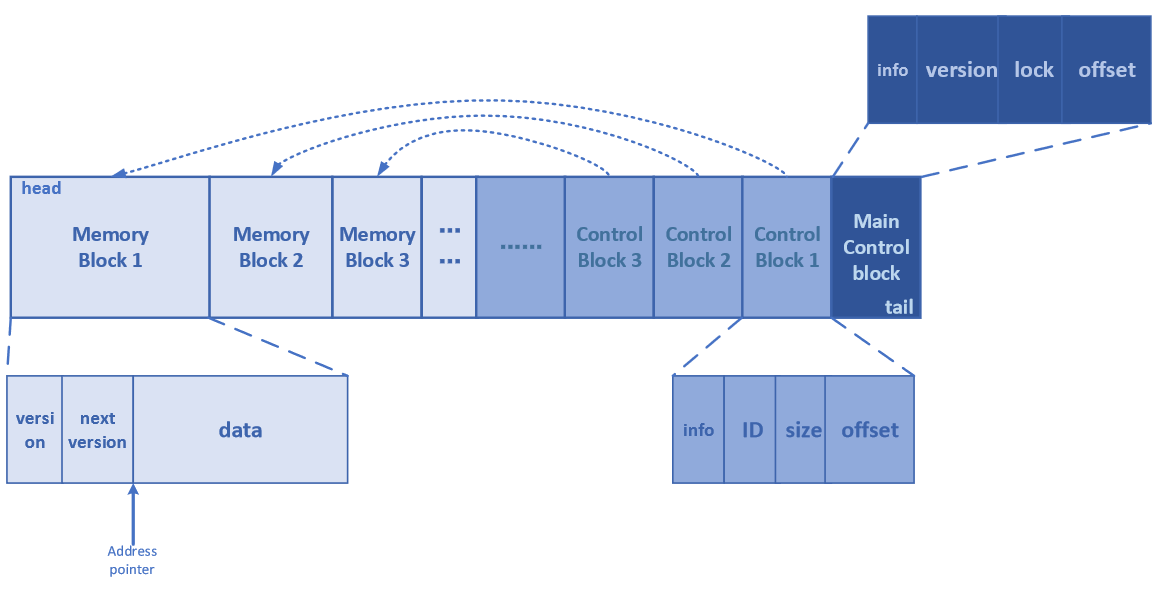 info version lock offset
head
Memory
Block 1
Memory
Block 2
Memory
Block 3
...
...
......
Control
Block 3
Control
Block 2
Control
Block 1
Main
Control
block
tail
versi
on
next
version
data
info ID size offset
Address
pointer